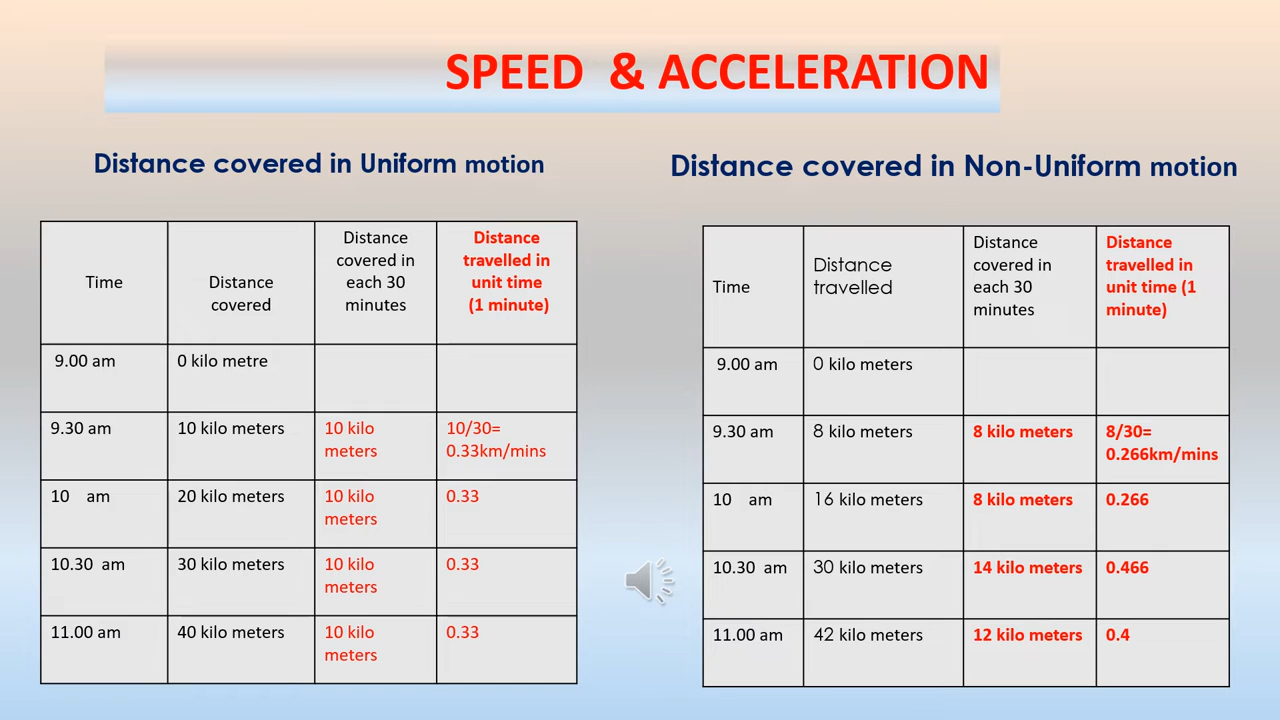 SPEED & ACCELERATION
Distance covered in Uniform motion
Time
Distance
covered
Distance
covered in
each 30
minutes
Distance
travelled in
unit time
(1 minute)
9.00 am
0 kilo metre
9.30 am
10 kilo meters
10 kilo
meters
10/30=
0.33km/mins
10 am
20 kilo meters
10 kilo
meters
0.33
10.30 am
30 kilo meters
10 kilo
meters
0.33
11.00 am
40 kilo meters
10 kilo
meters
0.33
Distance covered in Non-Uniform motion
Time
Distance
travelled
Distance
covered in
each 30
minutes
Distance
travelled in
unit time (1
minute)
9.00 am
0 kilo meters
9.30 am
8 kilo meters
8 kilo meters
8/30=
0.266km/mins
10 am
16 kilo meters
8 kilo meters
0.266
10.30 am
30 kilo meters
14 kilo meters
0.466
11.00 am
42 kilo meters
12 kilo meters
0.4